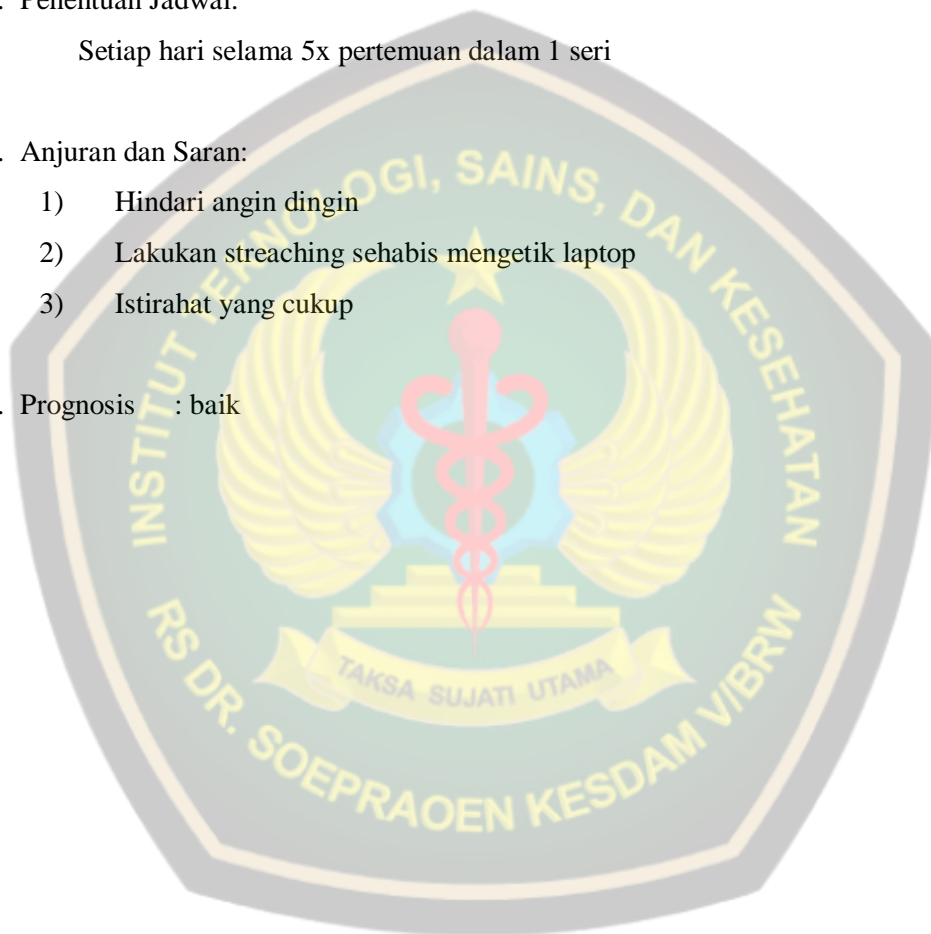 . Penentuan Jadwal:
Setiap hari selama 5x pertemuan dalam 1 seri
. Anjuran dan Saran:
1) Hindari angin dingin
2) Lakukan streaching sehabis mengetik laptop
3) Istirahat yang cukup
. Prognosis : baik
INSTITUT TEKNOLOGI, SAINS, DAN KESEHATAN
TAKSA SUJATI UTAMA
RS DR. SOEPRAOEN KESDAM V/BRW